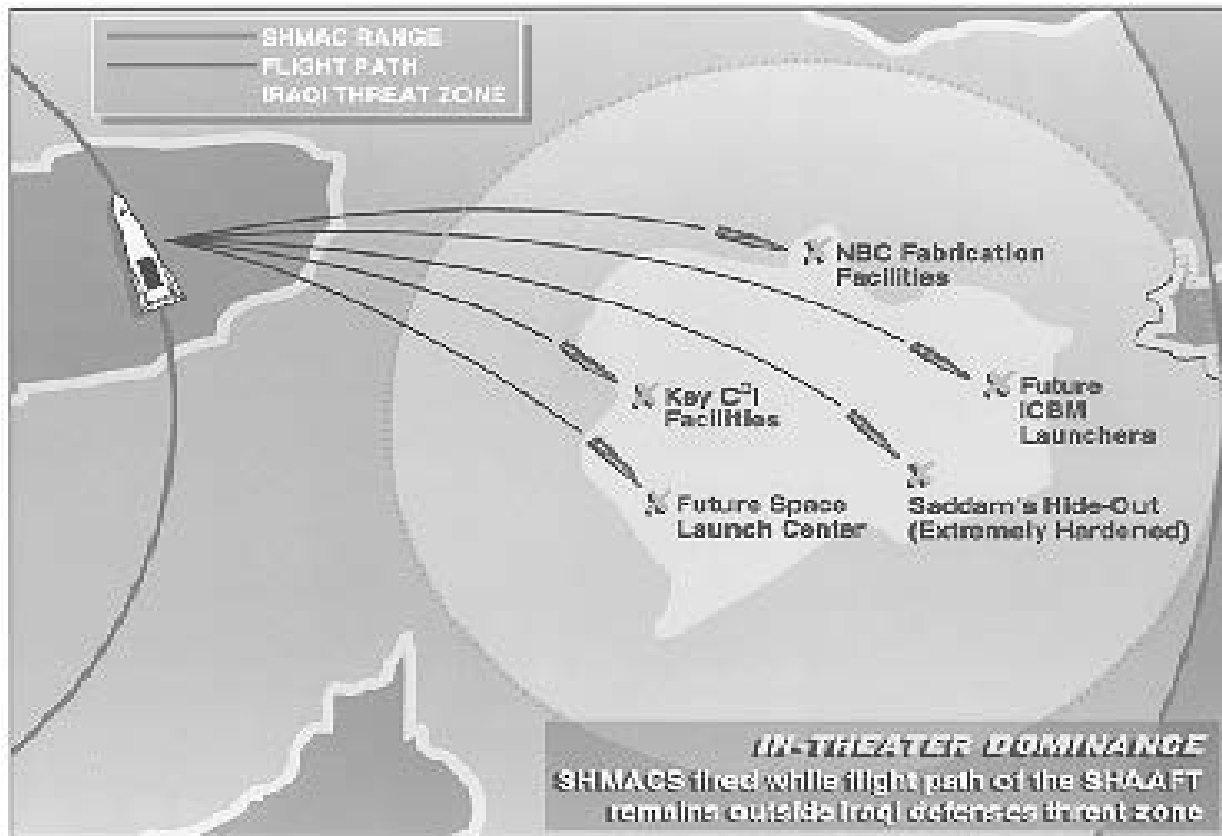 SHMAC RANGE
FLIGHT PATH
IRAQI THREAT ZONE
NBC Fabrication
Facilities
Key C³I
Facilities
Future
ICBM
Launchers
Future Space
Launch Center
Saddam's Hide-Out
(Extremely Hardened)
IN-THEATER DOMINANCE
SHMACS fired while flight path of the SHAAFT
remains outside Iraqi defenses threat zone